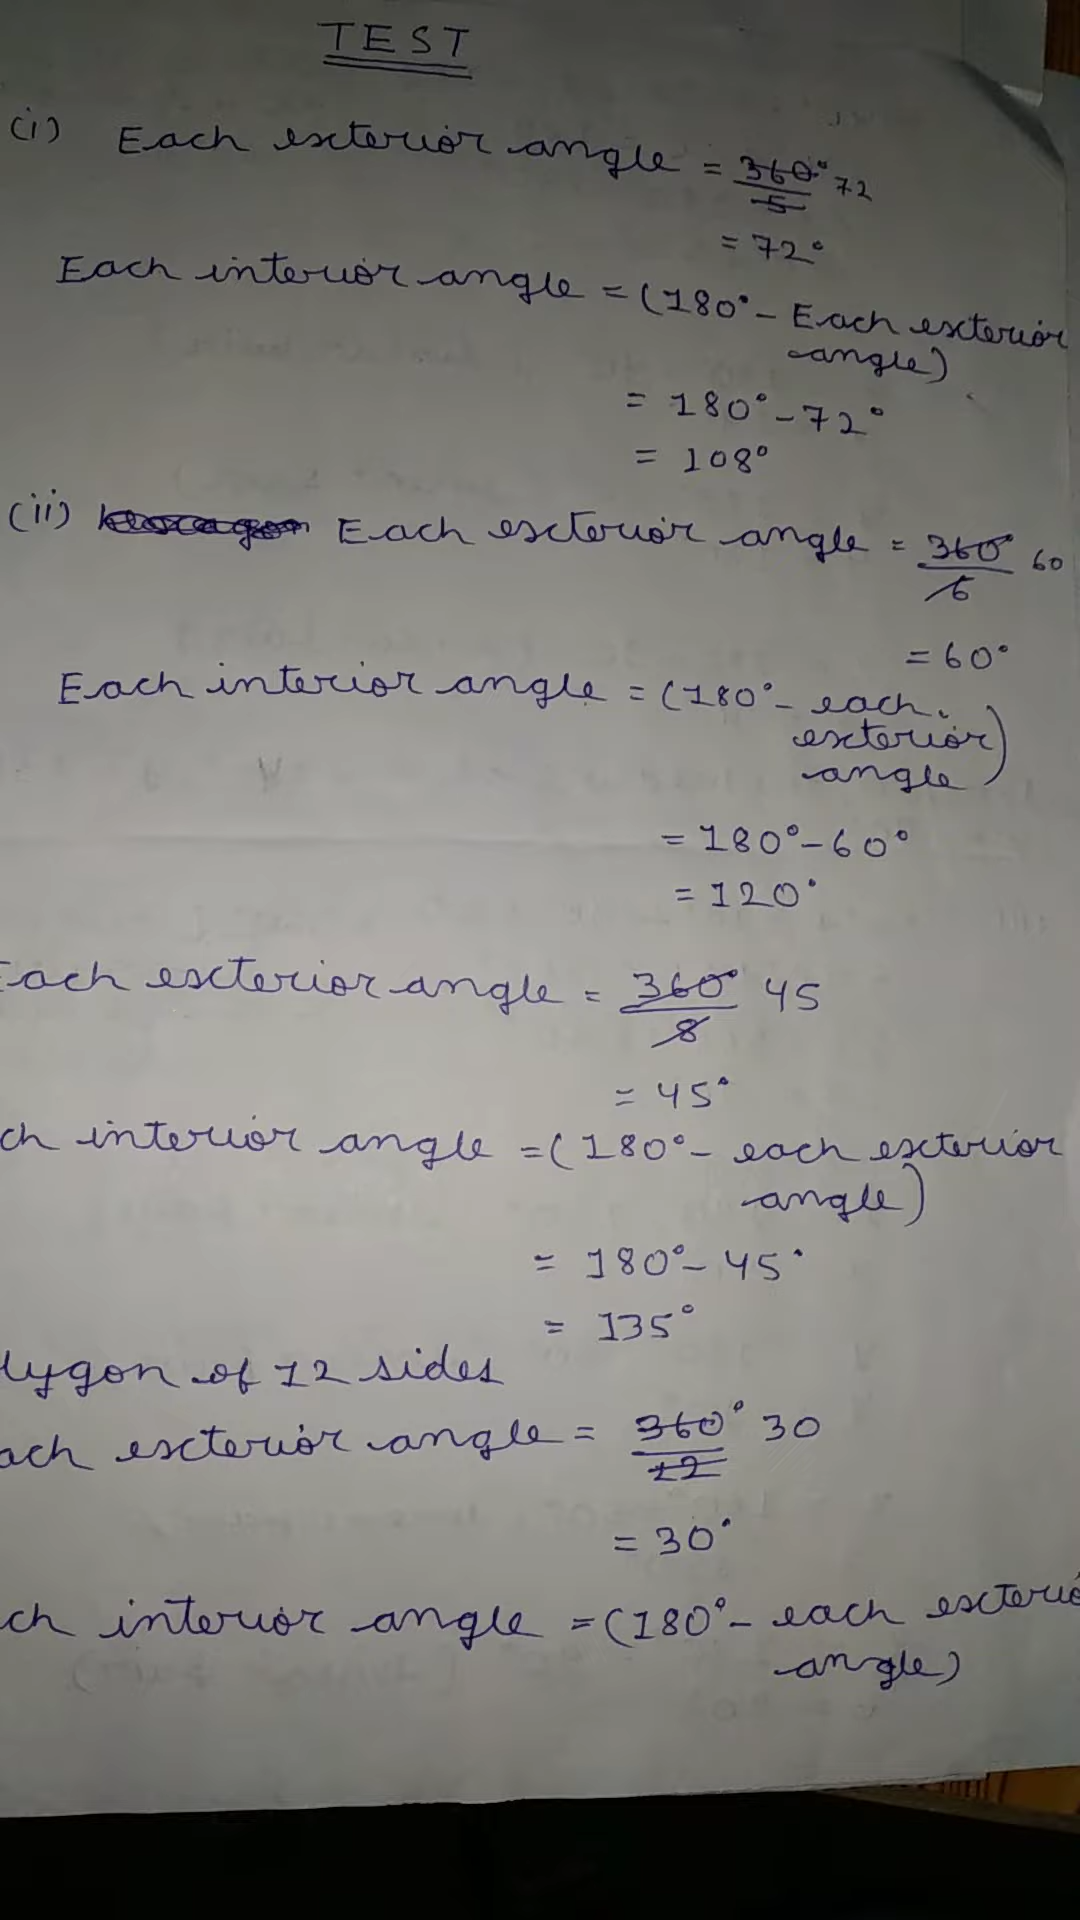 TEST
(i) Each exterior angle = 360° 72
5
= 72°
Each interior angle = (180° - Each exterior
angle)
= 180° - 72°
= 108°
(ii) Each exterior angle = 360° 60
6
= 60°
Each interior angle = (180° - each
exterior
angle)
= 180° - 60°
= 120°
Each exterior angle = 360° 45
8
= 45°
ch interior angle = (180° - each exterior
angle)
= 180° - 45°
= 135°
lygon of 12 sides
ach exterior angle = 360° 30
12
= 30°
ch interior angle = (180° - each exterio
angle)